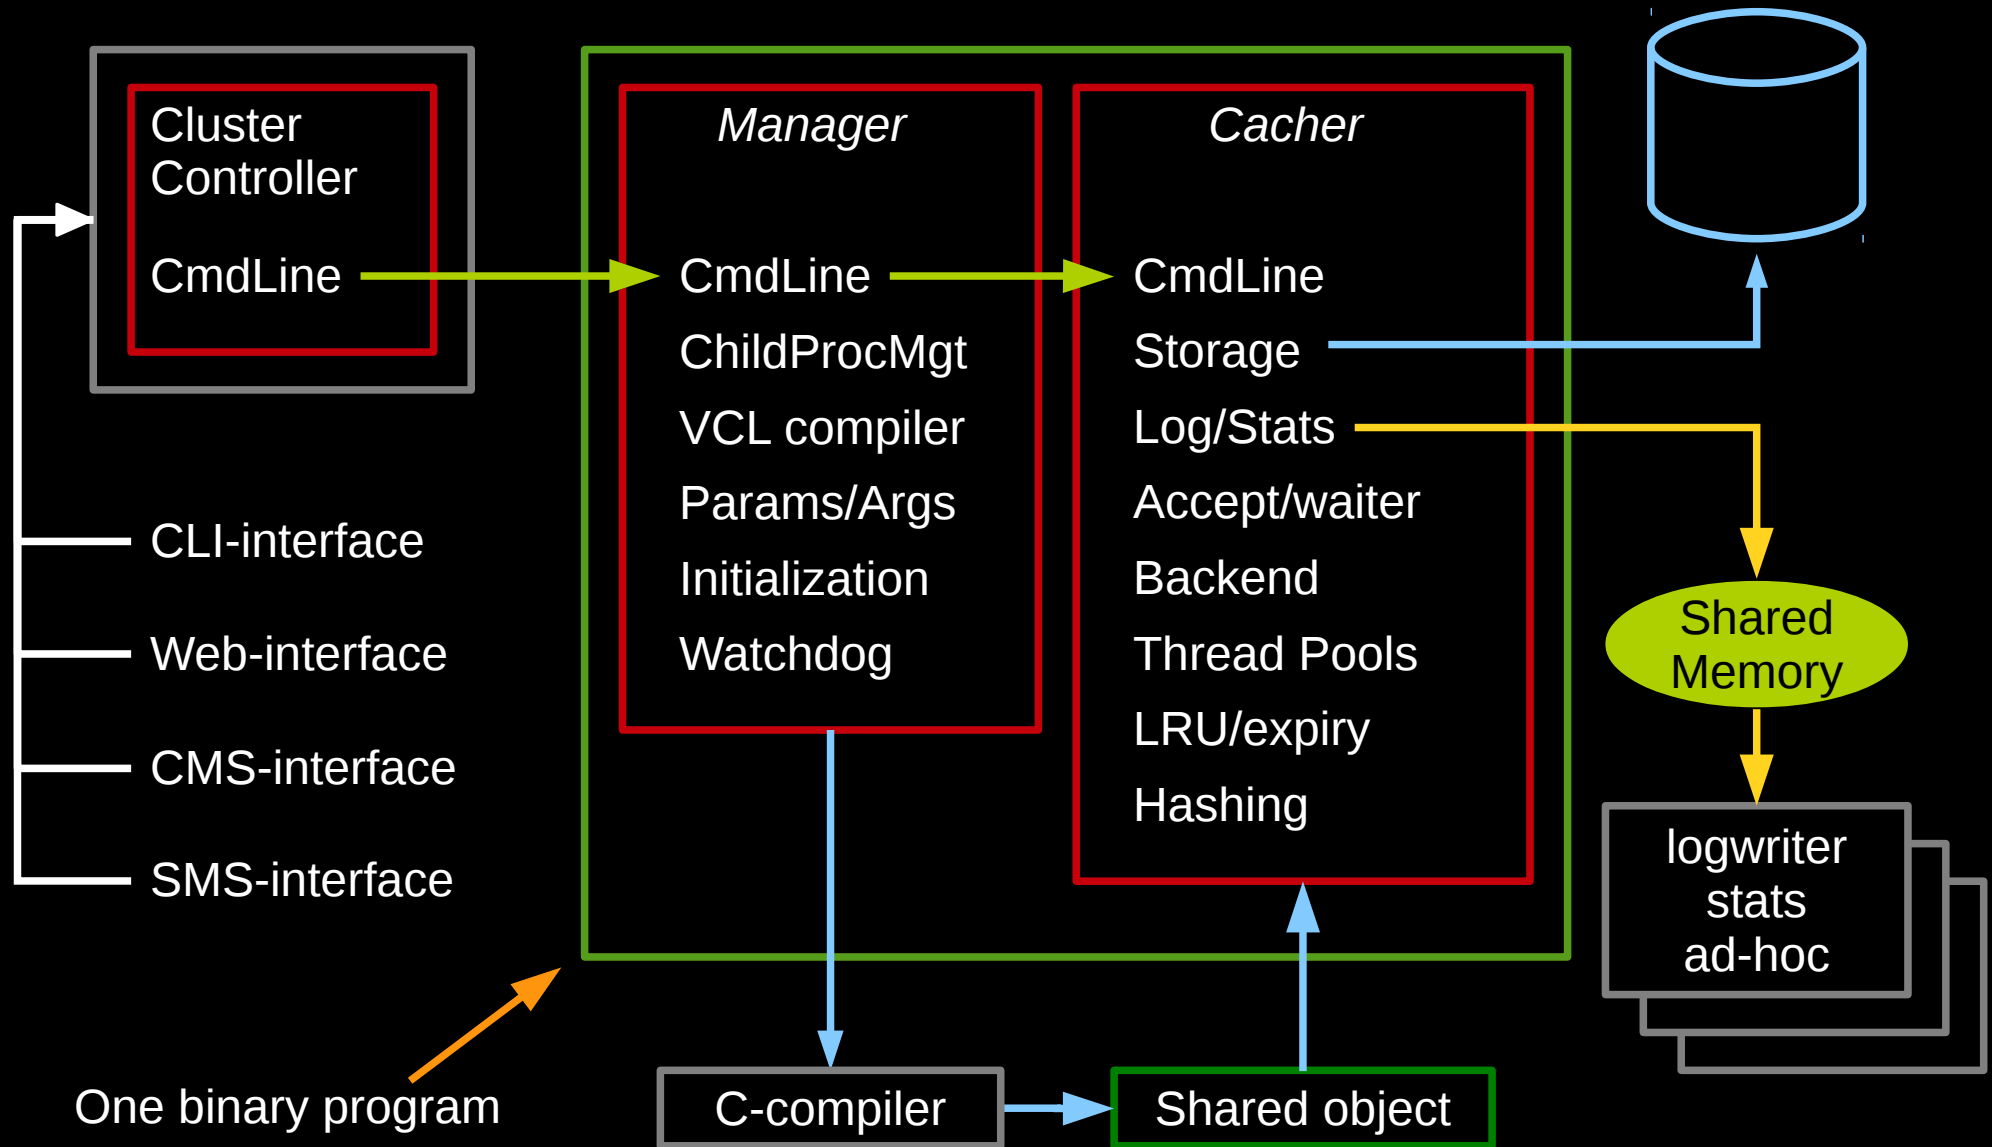 Cluster
Controller
CmdLine
CLI-interface
Web-interface
CMS-interface
SMS-interface
One binary program
Manager
CmdLine
ChildProcMgt
VCL compiler
Params/Args
Initialization
Watchdog
Cacher
CmdLine
Storage
Log/Stats
Accept/waiter
Backend
Thread Pools
LRU/expiry
Hashing
C-compiler
Shared object
Shared
Memory
logwriter
stats
ad-hoc